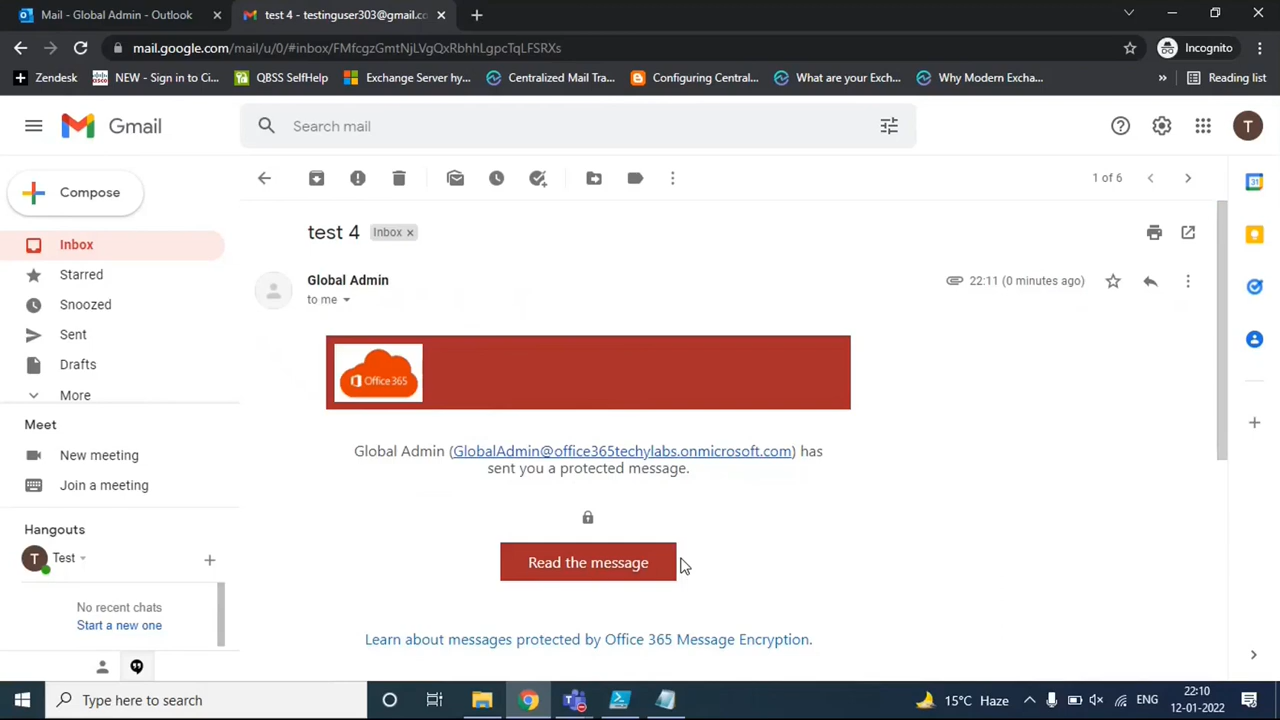 Mail - Global Admin - Outlook
test 4 - testinguser303@gmail.co
mail.google.com/mail/u/0/#inbox/FMfcgzGmtNjLVgQxRbhhLgpcTqLFSRXs
Incognito
Zendesk
NEW - Sign in to Ci...
QBSS SelfHelp
Exchange Server hy...
Centralized Mail Tra...
Configuring Central...
What are your Exch...
Why Modern Excha...
»
Reading list
Gmail
Search mail
T
Compose
1 of 6
Inbox
Starred
Snoozed
Sent
Drafts
More
test 4 Inbox ×
Global Admin
22:11 (0 minutes ago)
to me
Office 365
Global Admin (GlobalAdmin@office365techylabs.onmicrosoft.com) has
sent you a protected message.
Read the message
Learn about messages protected by Office 365 Message Encryption.
Meet
New meeting
Join a meeting
Hangouts
T Test
No recent chats
Start a new one
31
Type here to search
15°C Haze
ENG
22:10
12-01-2022